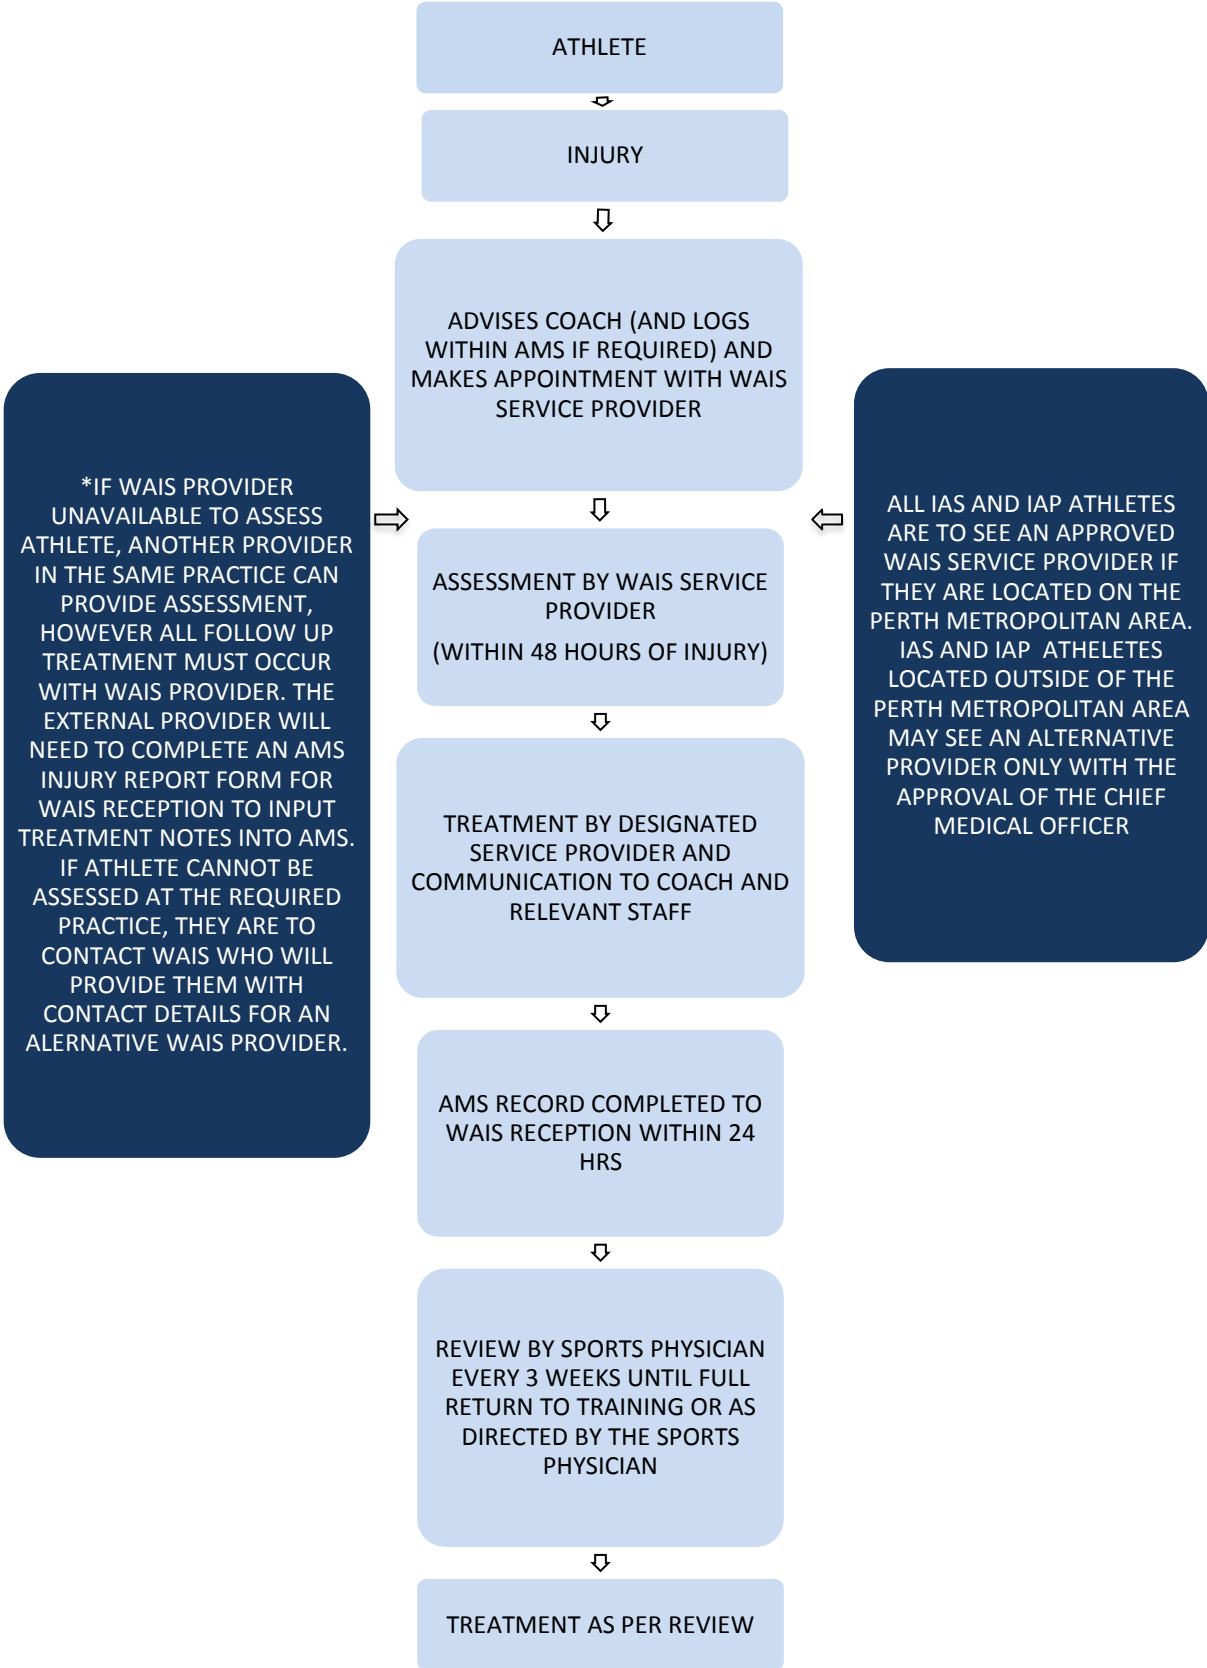 ATHLETE
INJURY
ADVISES COACH (AND LOGS
WITHIN AMS IF REQUIRED) AND
MAKES APPOINTMENT WITH WAIS
SERVICE PROVIDER
*IF WAIS PROVIDER
UNAVAILABLE TO ASSESS
ATHLETE, ANOTHER PROVIDER
IN THE SAME PRACTICE CAN
PROVIDE ASSESSMENT,
HOWEVER ALL FOLLOW UP
TREATMENT MUST OCCUR
WITH WAIS PROVIDER. THE
EXTERNAL PROVIDER WILL
NEED TO COMPLETE AN AMS
INJURY REPORT FORM FOR
WAIS RECEPTION TO INPUT
TREATMENT NOTES INTO AMS.
IF ATHLETE CANNOT BE
ASSESSED AT THE REQUIRED
PRACTICE, THEY ARE TO
CONTACT WAIS WHO WILL
PROVIDE THEM WITH
CONTACT DETAILS FOR AN
ALERNATIVE WAIS PROVIDER.
ASSESSMENT BY WAIS SERVICE
PROVIDER
(WITHIN 48 HOURS OF INJURY)
ALL IAS AND IAP ATHLETES
ARE TO SEE AN APPROVED
WAIS SERVICE PROVIDER IF
THEY ARE LOCATED ON THE
PERTH METROPOLITAN AREA.
IAS AND IAP ATHELETES
LOCATED OUTSIDE OF THE
PERTH METROPOLITAN AREA
MAY SEE AN ALTERNATIVE
PROVIDER ONLY WITH THE
APPROVAL OF THE CHIEF
MEDICAL OFFICER
TREATMENT BY DESIGNATED
SERVICE PROVIDER AND
COMMUNICATION TO COACH AND
RELEVANT STAFF
AMS RECORD COMPLETED TO
WAIS RECEPTION WITHIN 24
HRS
REVIEW BY SPORTS PHYSICIAN
EVERY 3 WEEKS UNTIL FULL
RETURN TO TRAINING OR AS
DIRECTED BY THE SPORTS
PHYSICIAN
TREATMENT AS PER REVIEW